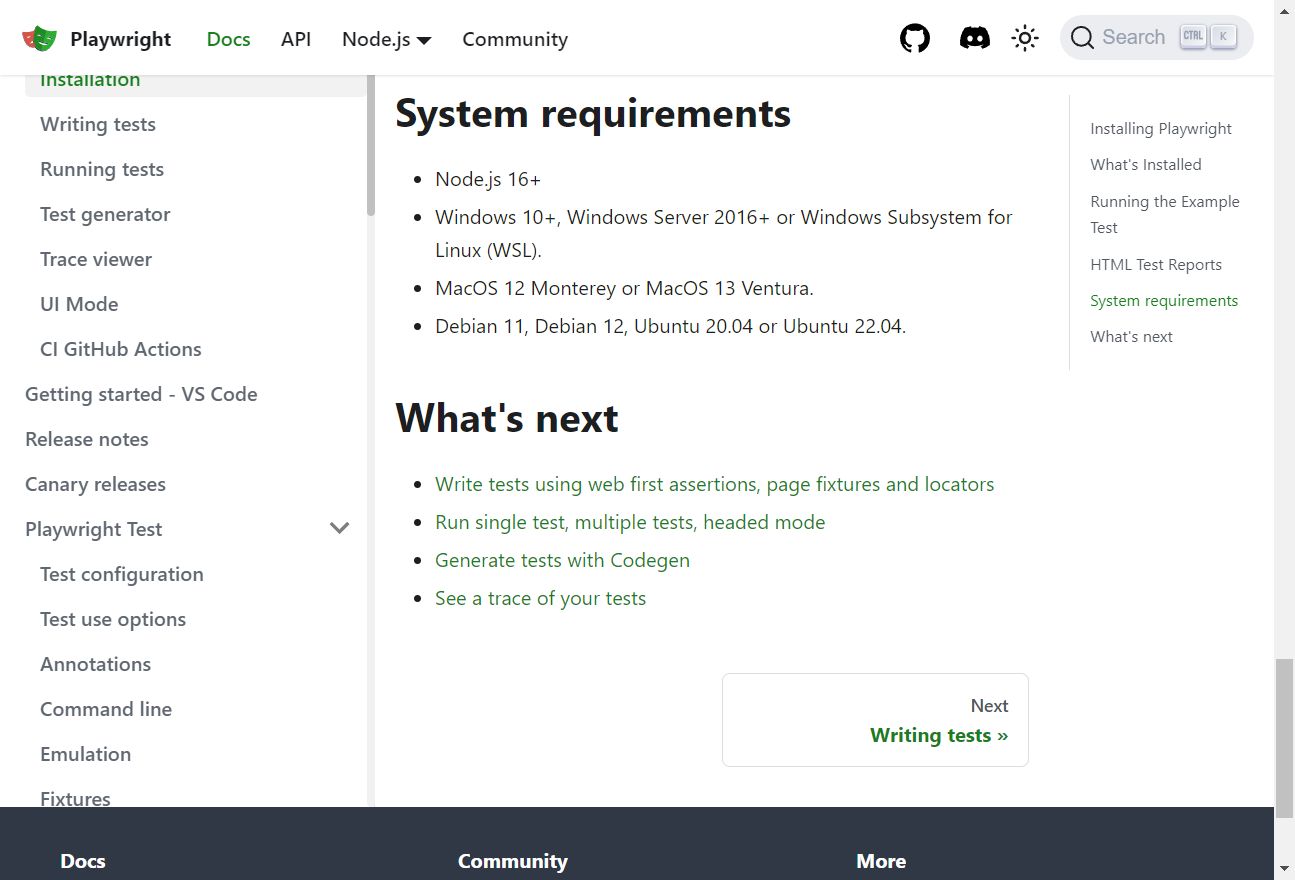 Playwright
Docs
API
Node.js
Community
Search
CTRL
K
Installation
Writing tests
Running tests
Test generator
Trace viewer
UI Mode
CI GitHub Actions
Getting started - VS Code
Release notes
Canary releases
Playwright Test
Test configuration
Test use options
Annotations
Command line
Emulation
Fixtures
System requirements
Node.js 16+
Windows 10+, Windows Server 2016+ or Windows Subsystem for
Linux (WSL).
MacOS 12 Monterey or MacOS 13 Ventura.
Debian 11, Debian 12, Ubuntu 20.04 or Ubuntu 22.04.
What's next
Write tests using web first assertions, page fixtures and locators
Run single test, multiple tests, headed mode
Generate tests with Codegen
See a trace of your tests
Next
Writing tests »
Installing Playwright
What's Installed
Running the Example
Test
HTML Test Reports
System requirements
What's next
Docs
Community
More